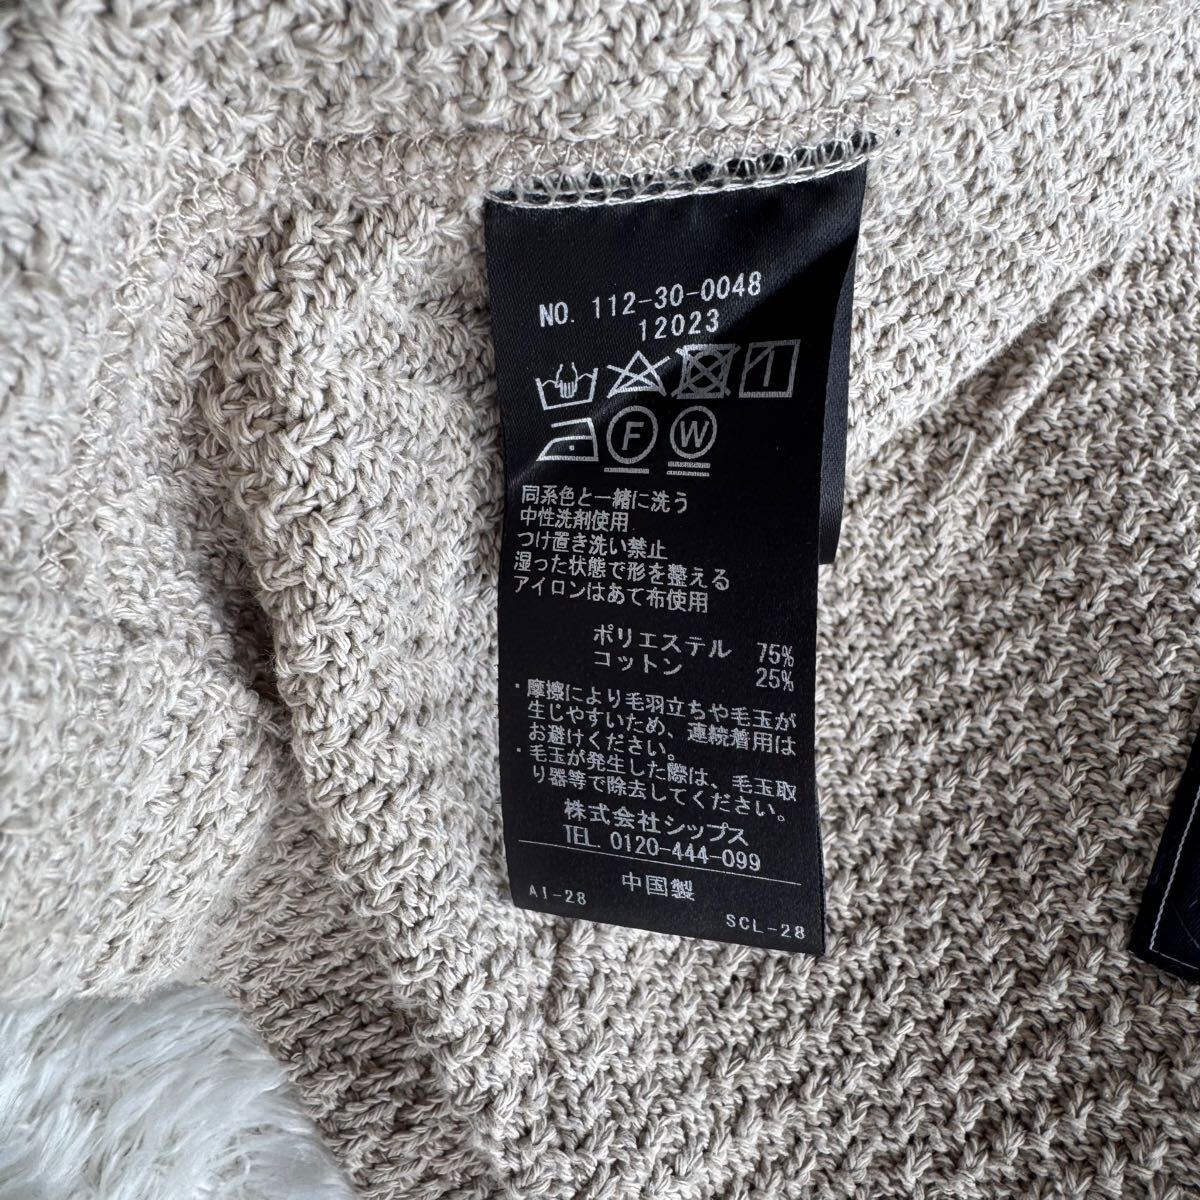 NO. 112-30-0048
12023
F W
同系色と一緒に洗う
中性洗剤使用
つけ置き洗い禁止
湿った状態で形を整える
アイロンはあて布使用
ポリエステル 75%
コットン 25%
・摩擦により毛羽立ちや毛玉が
生じやすいため、連続着用は
お避けください。
・毛玉が発生した際は、毛玉取
り器等で除去してください。
株式会社シップス
TEL. 0120-444-099
中国製
AI-28
SCL-28